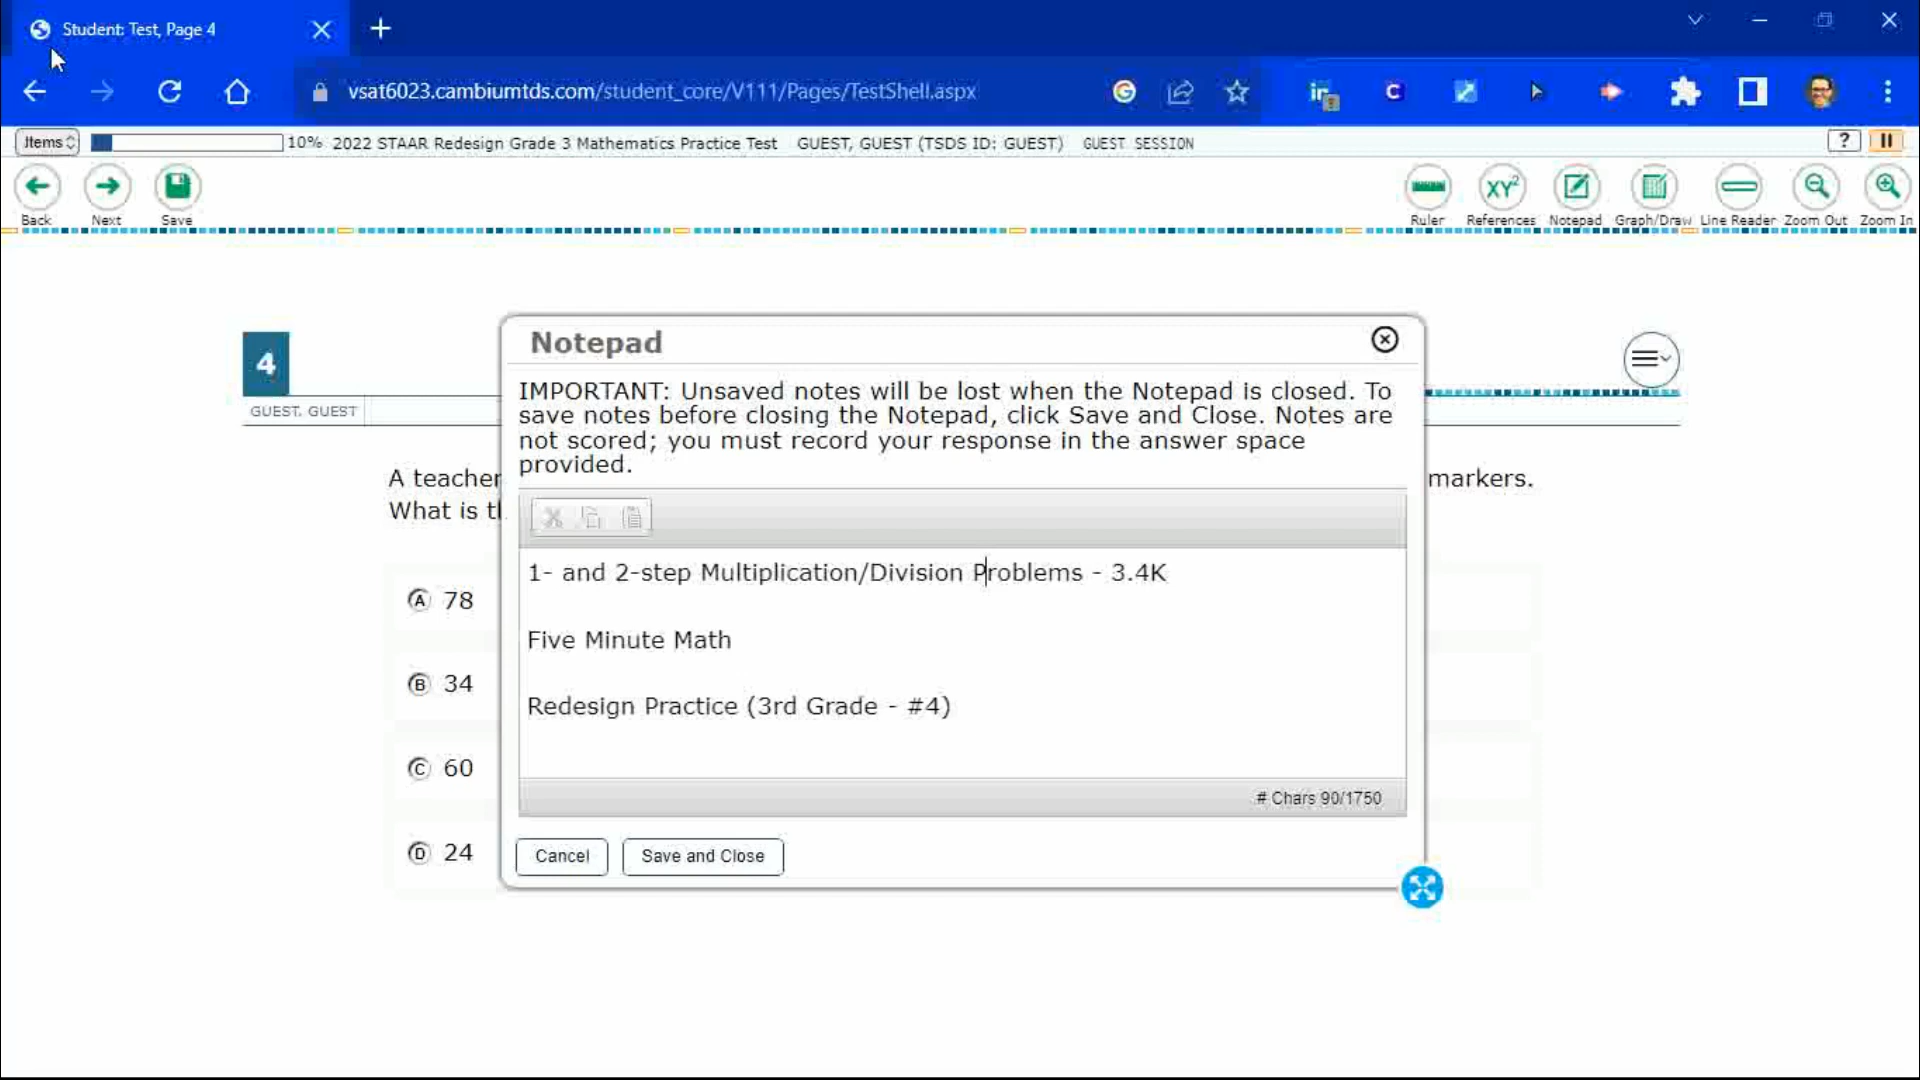 Student: Test, Page 4
vsat6023.cambiumtds.com/student_core/V111/Pages/TestShell.aspx
Items 10% 2022 STAAR Redesign Grade 3 Mathematics Practice Test GUEST, GUEST (TSDS ID: GUEST) GUEST SESSION ?
Back Next Save Ruler References Notepad Graph/Draw Line Reader Zoom Out Zoom In
XY²
4
GUEST, GUEST
Notepad
IMPORTANT: Unsaved notes will be lost when the Notepad is closed. To
save notes before closing the Notepad, click Save and Close. Notes are
not scored; you must record your response in the answer space
provided.
A teacher markers.
What is
1- and 2-step Multiplication/Division Problems - 3.4K
A 78
Five Minute Math
B 34
Redesign Practice (3rd Grade - #4)
C 60
# Chars 90/1750
D 24
Cancel Save and Close